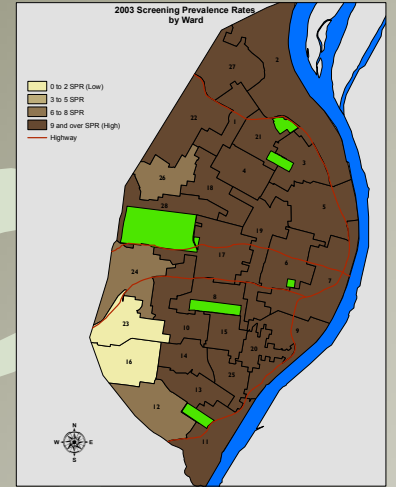 2003 Screening Prevalence Rates
by Ward
0 to 2 SPR (Low)
3 to 5 SPR
6 to 8 SPR
9 and over SPR (High)
Highway
2
27
22
1
21
3
4
26
18
5
28
19
17
6
24
7
8
23
10
15
9
16
14
20
25
13
12
11
N
W
E
S